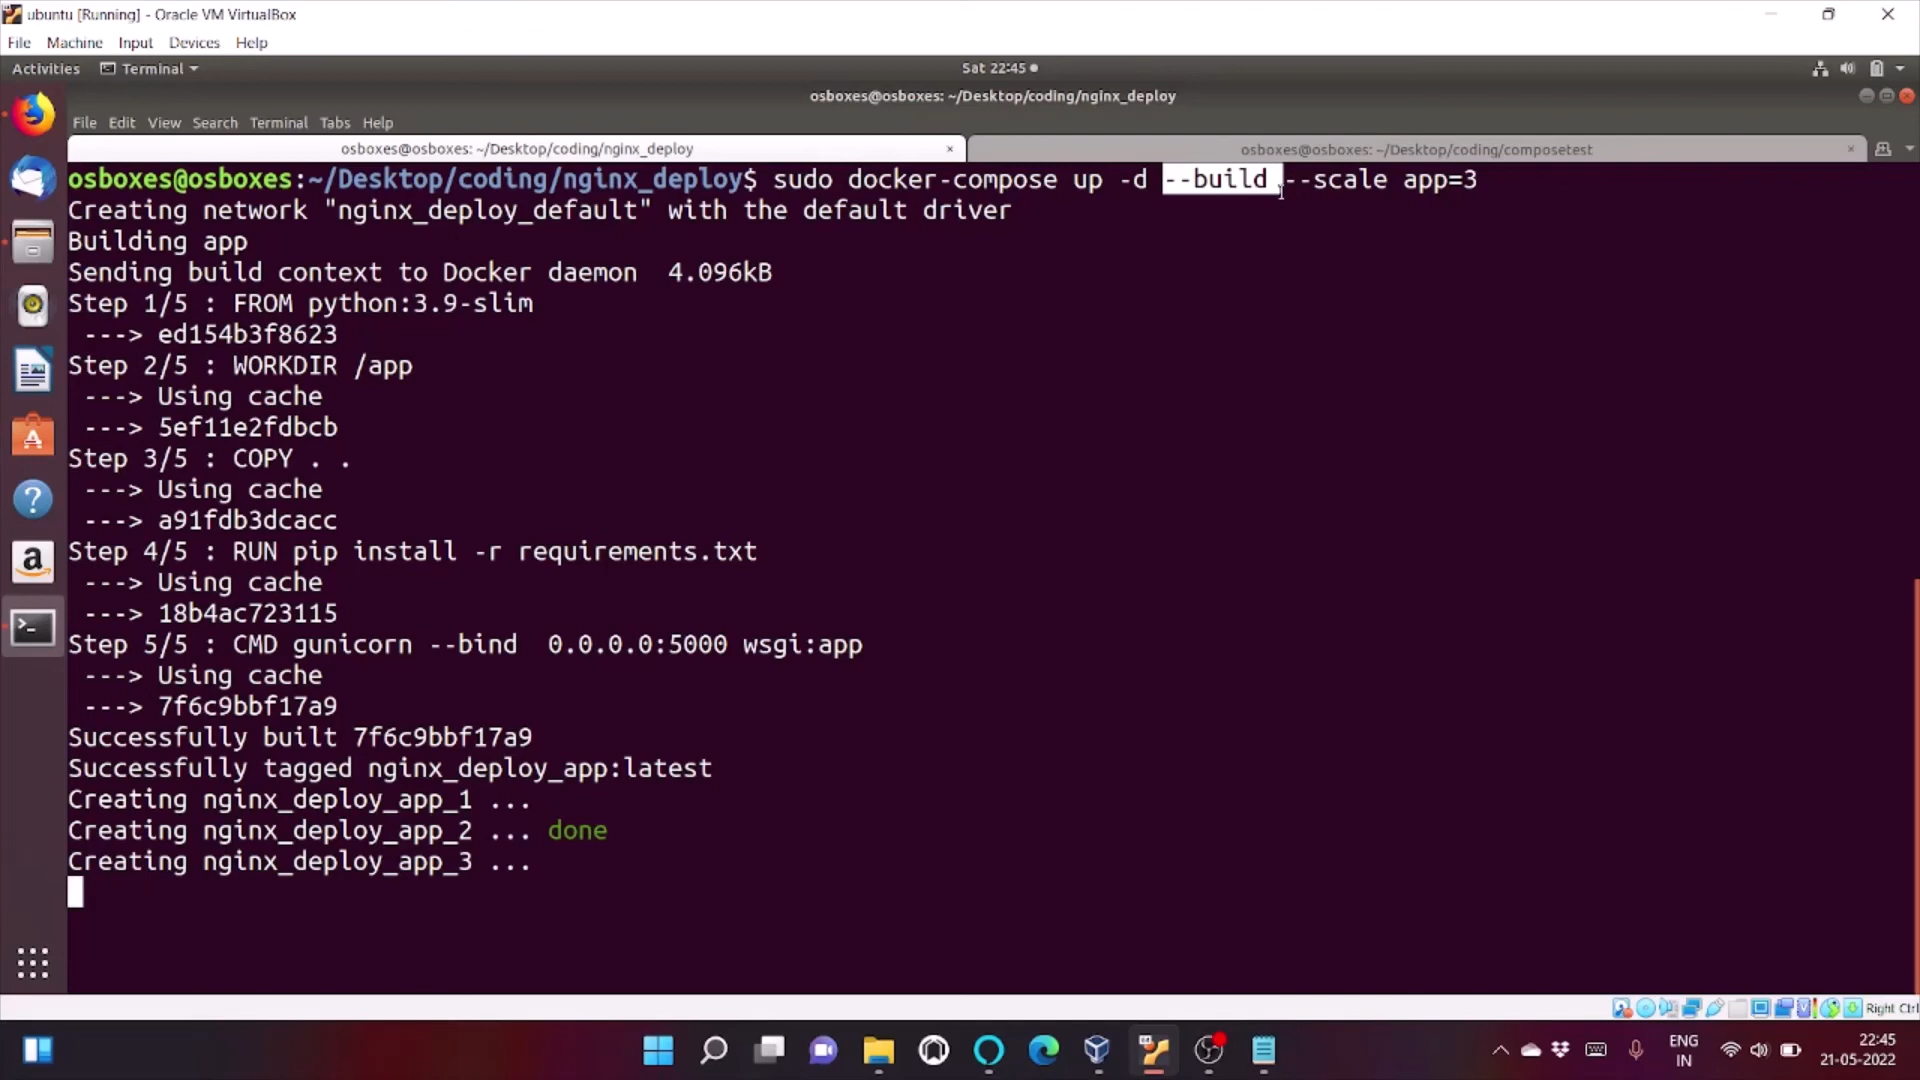 ubuntu [Running] - Oracle VM VirtualBox
File Machine Input Devices Help
Activities Terminal Sat 22:45
osboxes@osboxes: ~/Desktop/coding/nginx_deploy
File Edit View Search Terminal Tabs Help
osboxes@osboxes: ~/Desktop/coding/nginx_deploy × osboxes@osboxes: ~/Desktop/coding/composetest ×
osboxes@osboxes:~/Desktop/coding/nginx_deploy$ sudo docker-compose up -d --build --scale app=3
Creating network "nginx_deploy_default" with the default driver
Building app
Sending build context to Docker daemon  4.096kB
Step 1/5 : FROM python:3.9-slim
 ---> ed154b3f8623
Step 2/5 : WORKDIR /app
 ---> Using cache
 ---> 5ef11e2fdbcb
Step 3/5 : COPY . .
 ---> Using cache
 ---> a91fdb3dcacc
Step 4/5 : RUN pip install -r requirements.txt
 ---> Using cache
 ---> 18b4ac723115
Step 5/5 : CMD gunicorn --bind  0.0.0.0:5000 wsgi:app
 ---> Using cache
 ---> 7f6c9bbf17a9
Successfully built 7f6c9bbf17a9
Successfully tagged nginx_deploy_app:latest
Creating nginx_deploy_app_1 ...
Creating nginx_deploy_app_2 ... done
Creating nginx_deploy_app_3 ...
Right Ctrl
ENG
IN
22:45
21-05-2022